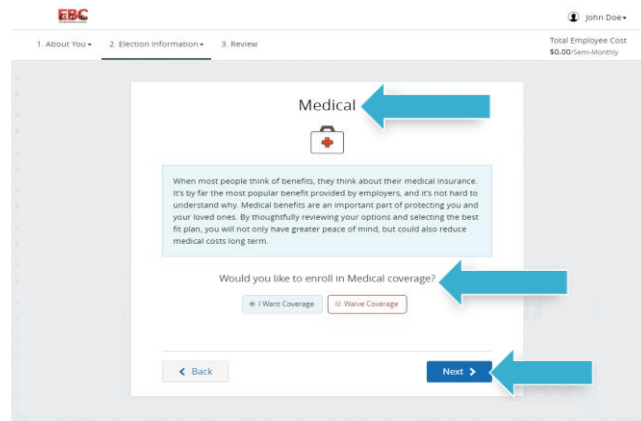 EBC
John Doe
1. About You
2. Election Information
3. Review
Total Employee Cost
$0.00/Semi-Monthly
Medical
When most people think of benefits, they think about their medical insurance.
It's by far the most popular benefit provided by employers, and it's not hard to
understand why. Medical benefits are an important part of protecting you and
your loved ones. By thoughtfully reviewing your options and selecting the best
fit plan, you will not only have greater peace of mind, but could also reduce
medical costs long term.
Would you like to enroll in Medical coverage?
I Want Coverage
Waive Coverage
Back
Next